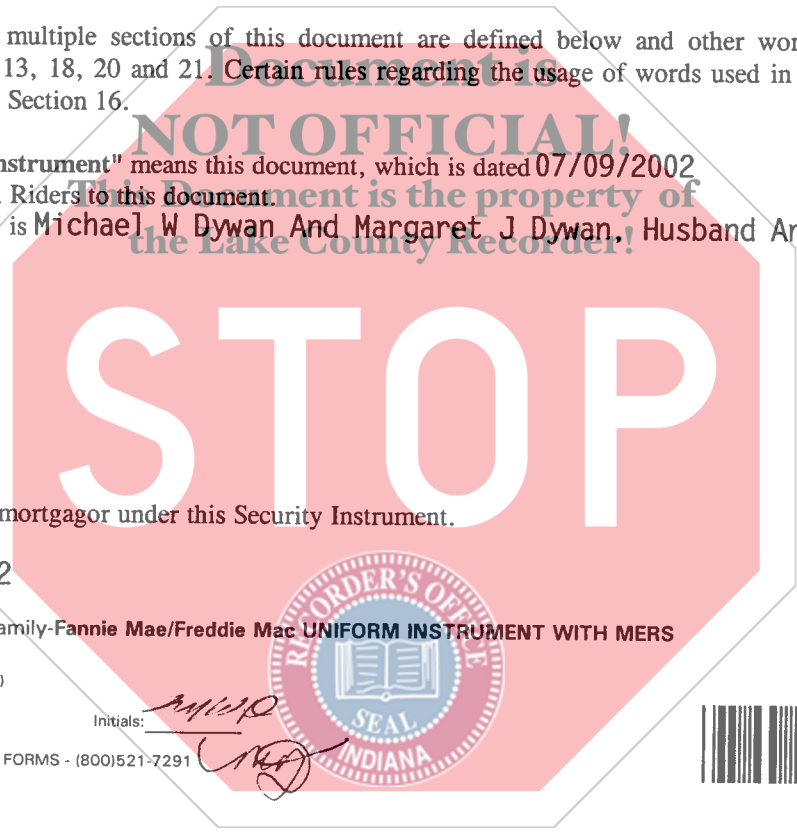 multiple sections of this document are defined below and other wor
Document is
13, 18, 20 and 21. Certain rules regarding the usage of words used in
Section 16.
NOT OFFICIAL!
nstrument" means this document, which is dated 07/09/2002
Riders to this document.
This Document is the property of
is Michael W Dywan And Margaret J Dywan, Husband Ar
the Lake County Recorder!
STOP
mortgagor under this Security Instrument.
2
amily-Fannie Mae/Freddie Mac UNIFORM INSTRUMENT WITH MERS
)
RECORDER'S OFFICE
SEAL
INDIANA
Initials:
FORMS - (800)521-7291